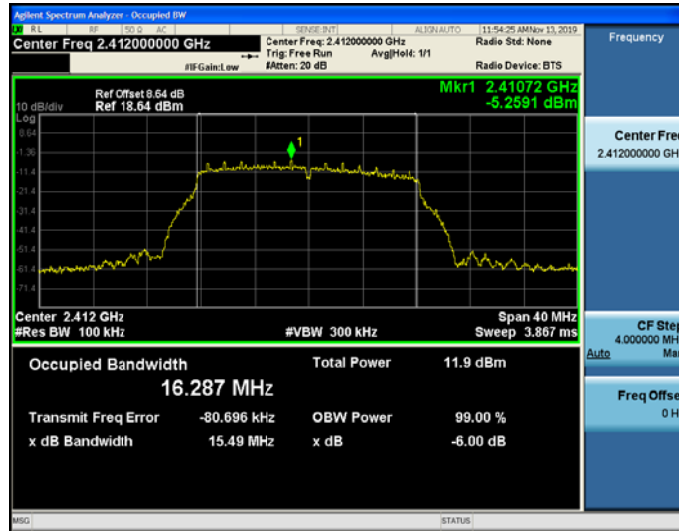 Agilent Spectrum Analyzer - Occupied BW
LXI RL RF 50 Ω AC SENSE:INT ALIGN AUTO 11:54:25 AM Nov 13, 2019
Center Freq 2.412000000 GHz
Center Freq: 2.412000000 GHz
Radio Std: None
Trig: Free Run Avg|Hold: 1/1
#IFGain:Low #Atten: 20 dB Radio Device: BTS
Frequency
Ref Offset 8.64 dB
10 dB/div Ref 18.64 dBm
Mkr1 2.41072 GHz
-5.2591 dBm
Log
8.64
-1.36
-11.4
-21.4
-31.4
-41.4
-51.4
-61.4
-71.4
1
Center Fre
2.412000000 GH
Center 2.412 GHz Span 40 MHz
#Res BW 100 kHz #VBW 300 kHz Sweep 3.867 ms
CF Step
4.000000 MH
Auto Ma
Occupied Bandwidth Total Power 11.9 dBm
16.287 MHz
Transmit Freq Error -80.696 kHz OBW Power 99.00 %
x dB Bandwidth 15.49 MHz x dB -6.00 dB
Freq Offse
0 H
MSG STATUS